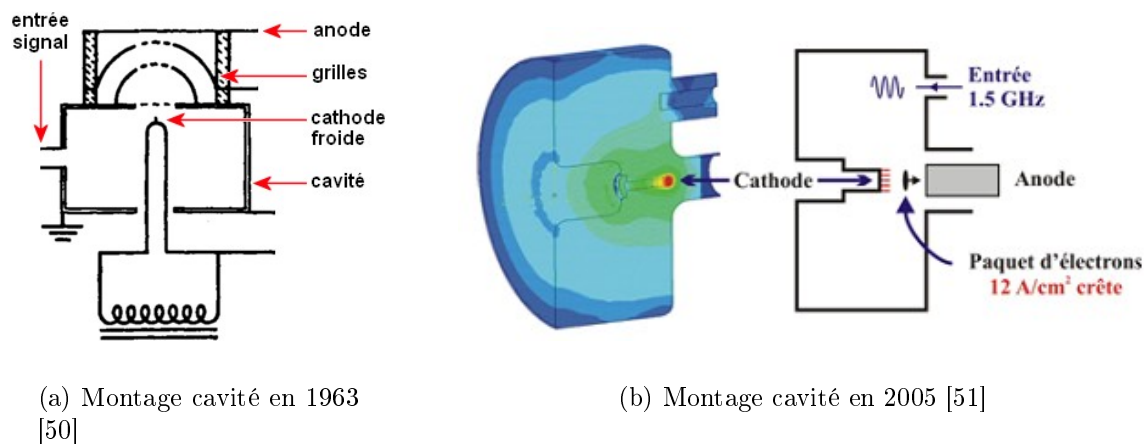 entrée
signal
anode
grilles
cathode
froide
cavité
Cathode
Entrée
1.5 GHz
Anode
Paquet d'électrons
12 A/cm² crête
(a) Montage cavité en 1963
[50]
(b) Montage cavité en 2005 [51]